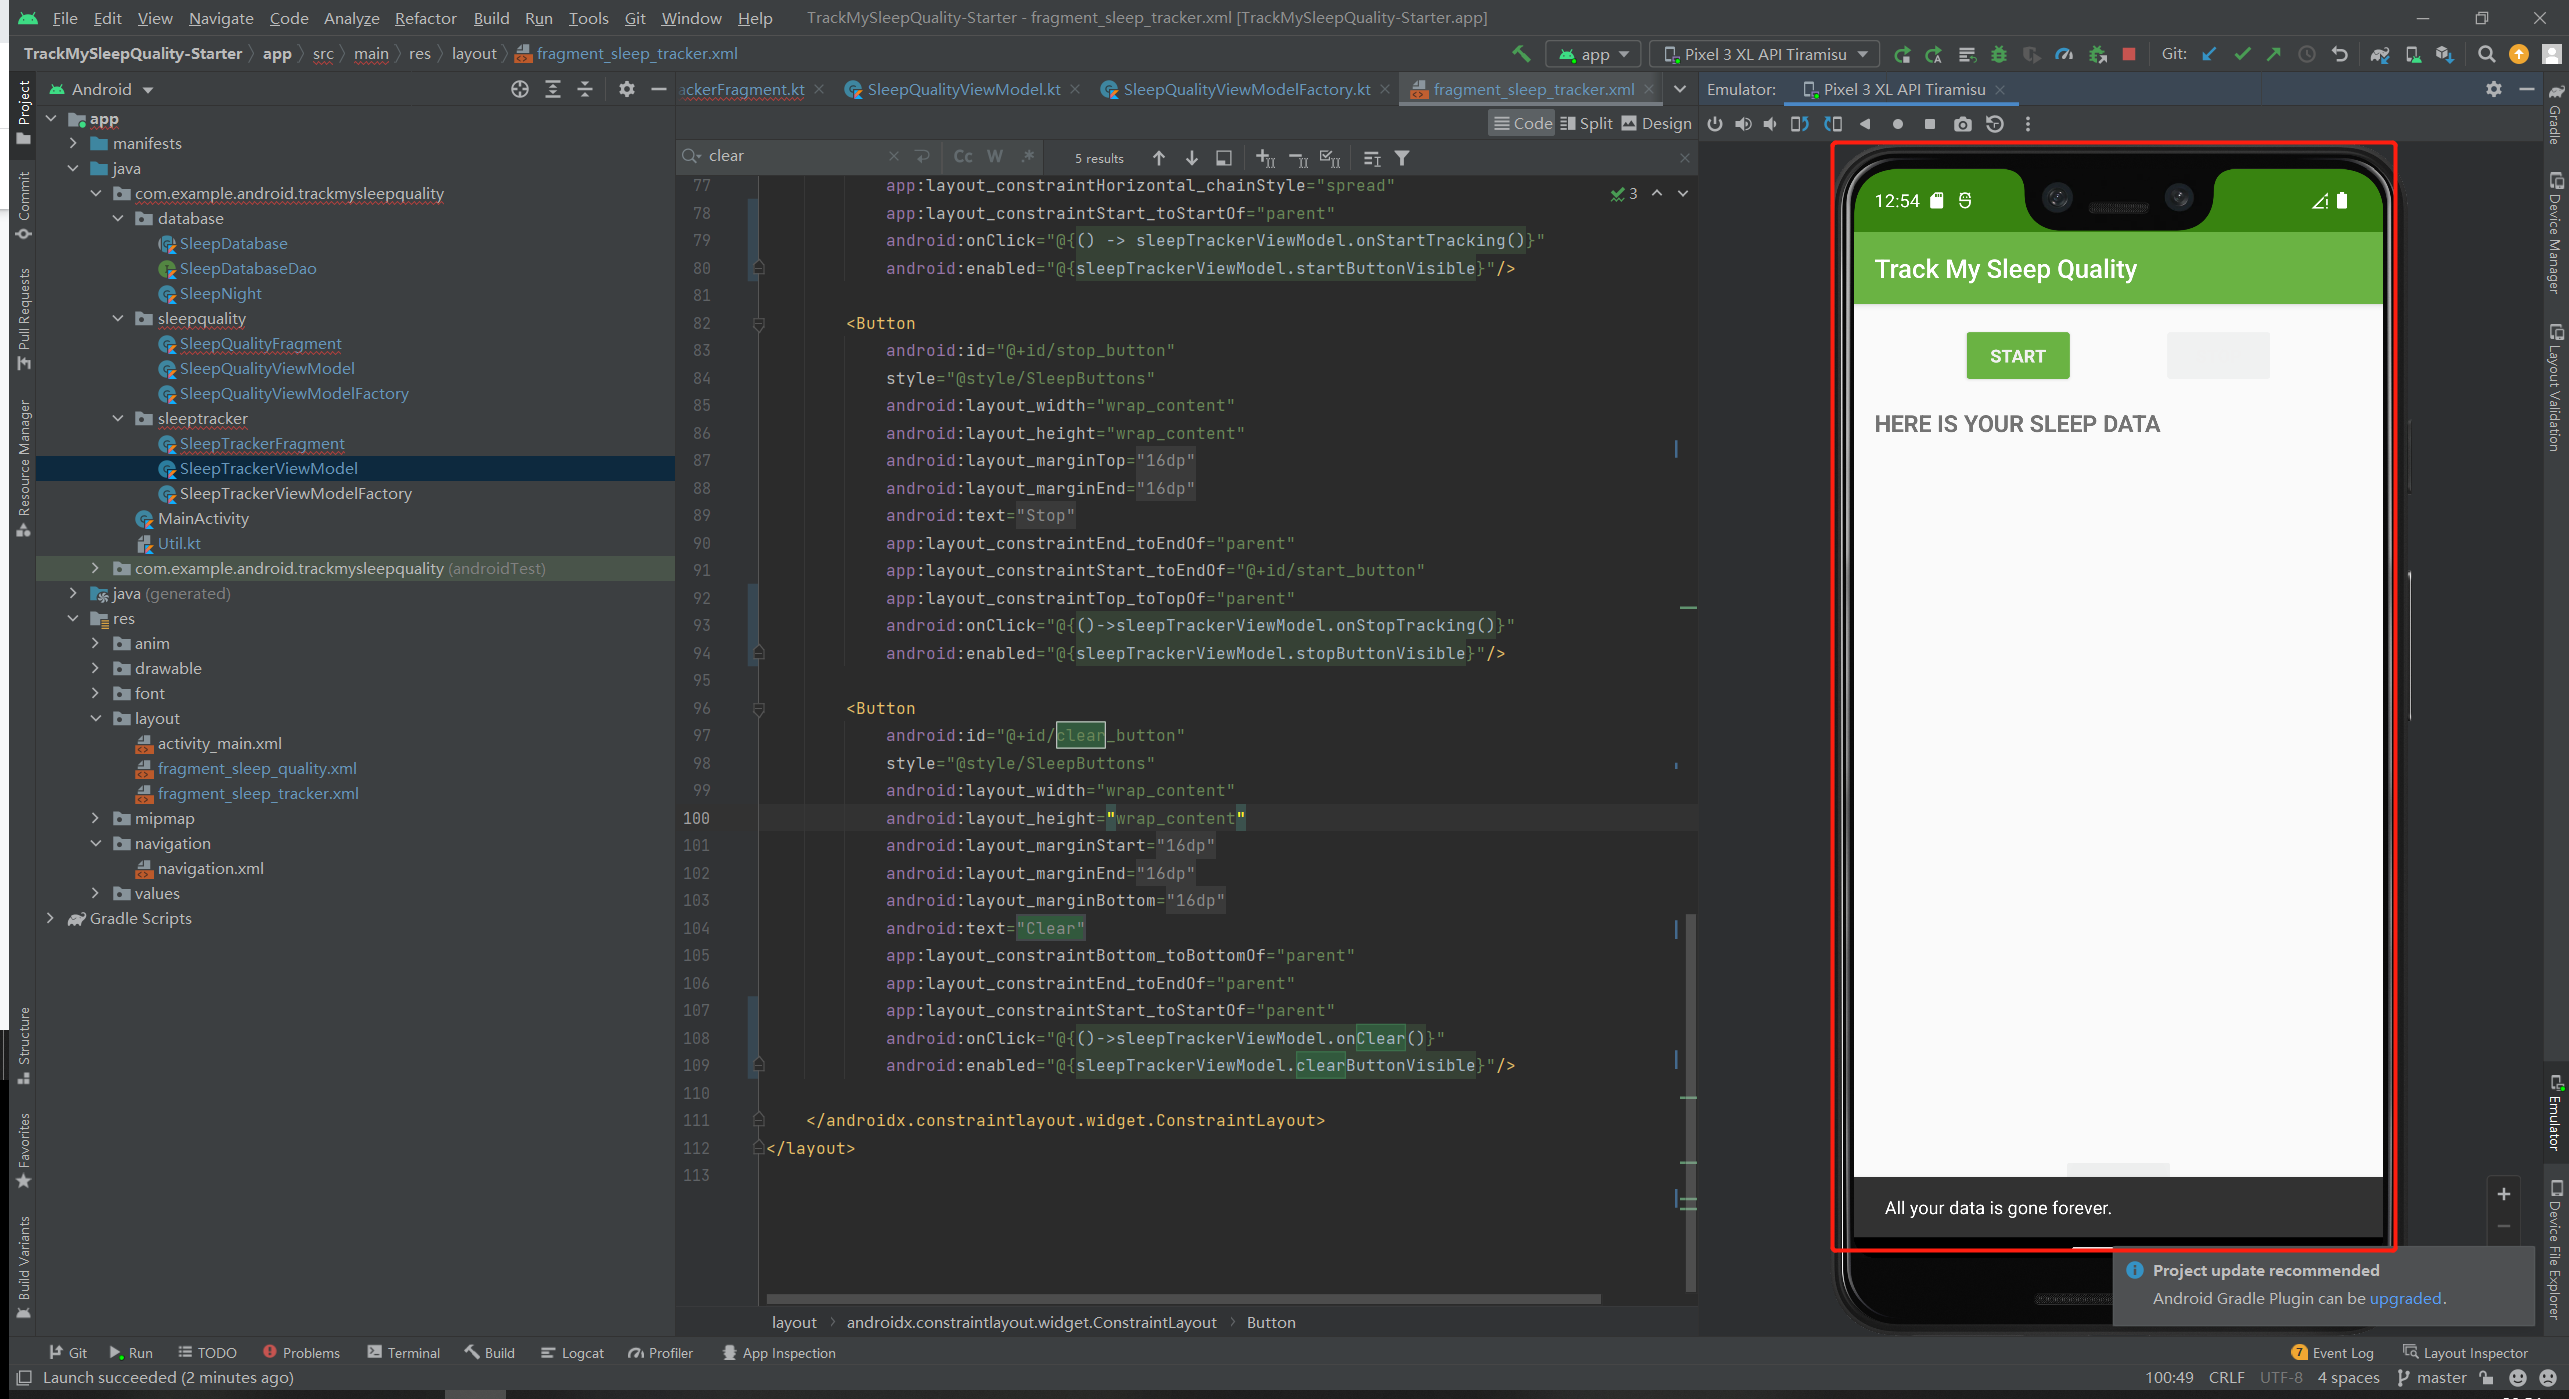 File Edit View Navigate Code Analyze Refactor Build Run Tools Git Window Help TrackMySleepQuality-Starter - fragment_sleep_tracker.xml [TrackMySleepQuality-Starter.app]
TrackMySleepQuality-Starter app src main res layout fragment_sleep_tracker.xml app Pixel 3 XL API Tiramisu Git:
Android
ackerFragment.kt SleepQualityViewModel.kt SleepQualityViewModelFactory.kt fragment_sleep_tracker.xml
Emulator: Pixel 3 XL API Tiramisu
Code Split Design
clear Cc W .* 5 results
3
Project
Commit
Pull Requests
Resource Manager
Structure
Favorites
Build Variants
app
manifests
java
com.example.android.trackmysleepquality
database
SleepDatabase
SleepDatabaseDao
SleepNight
sleepquality
SleepQualityFragment
SleepQualityViewModel
SleepQualityViewModelFactory
sleeptracker
SleepTrackerFragment
SleepTrackerViewModel
SleepTrackerViewModelFactory
MainActivity
Util.kt
com.example.android.trackmysleepquality (androidTest)
java (generated)
res
anim
drawable
font
layout
activity_main.xml
fragment_sleep_quality.xml
fragment_sleep_tracker.xml
mipmap
navigation
navigation.xml
values
Gradle Scripts
77 app:layout_constraintHorizontal_chainStyle="spread"
78 app:layout_constraintStart_toStartOf="parent"
79 android:onClick="@{() -> sleepTrackerViewModel.onStartTracking()}"
80 android:enabled="@{sleepTrackerViewModel.startButtonVisible}"/>
81
82 <Button
83 android:id="@+id/stop_button"
84 style="@style/SleepButtons"
85 android:layout_width="wrap_content"
86 android:layout_height="wrap_content"
87 android:layout_marginTop="16dp"
88 android:layout_marginEnd="16dp"
89 android:text="Stop"
90 app:layout_constraintEnd_toEndOf="parent"
91 app:layout_constraintStart_toEndOf="@+id/start_button"
92 app:layout_constraintTop_toTopOf="parent"
93 android:onClick="@{()->sleepTrackerViewModel.onStopTracking()}"
94 android:enabled="@{sleepTrackerViewModel.stopButtonVisible}"/>
95
96 <Button
97 android:id="@+id/clear_button"
98 style="@style/SleepButtons"
99 android:layout_width="wrap_content"
100 android:layout_height="wrap_content"
101 android:layout_marginStart="16dp"
102 android:layout_marginEnd="16dp"
103 android:layout_marginBottom="16dp"
104 android:text="Clear"
105 app:layout_constraintBottom_toBottomOf="parent"
106 app:layout_constraintEnd_toEndOf="parent"
107 app:layout_constraintStart_toStartOf="parent"
108 android:onClick="@{()->sleepTrackerViewModel.onClear()}"
109 android:enabled="@{sleepTrackerViewModel.clearButtonVisible}"/>
110
111 </androidx.constraintlayout.widget.ConstraintLayout>
112 </layout>
113
layout androidx.constraintlayout.widget.ConstraintLayout Button
12:54
Track My Sleep Quality
START
HERE IS YOUR SLEEP DATA
All your data is gone forever.
Project update recommended
Android Gradle Plugin can be upgraded.
Gradle
Device Manager
Layout Validation
Emulator
Device File Explorer
Git Run TODO Problems Terminal Build Logcat Profiler App Inspection 7 Event Log Layout Inspector
Launch succeeded (2 minutes ago) 100:49 CRLF UTF-8 4 spaces master